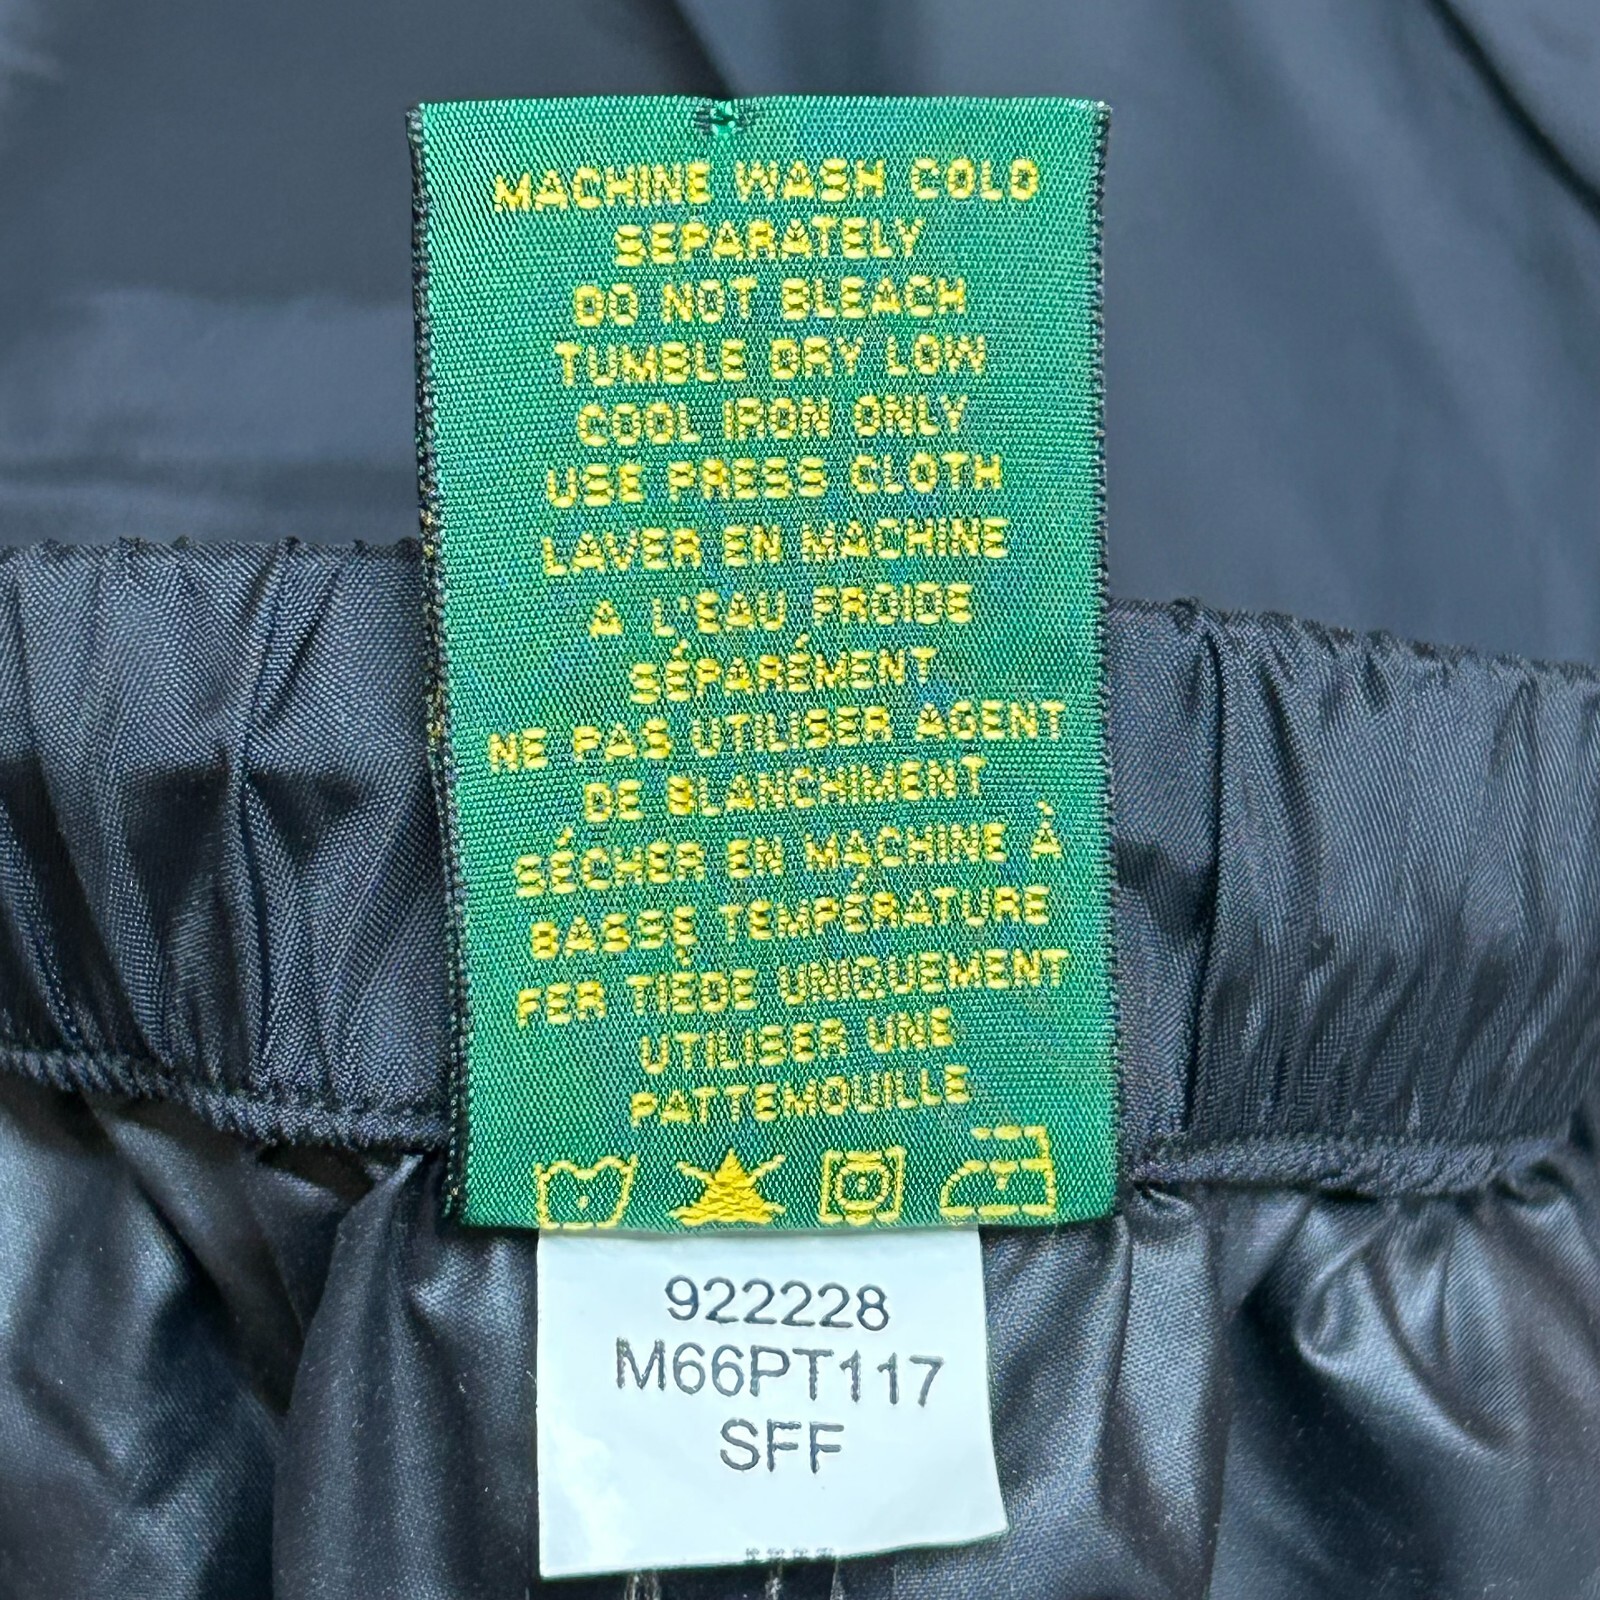 MACHINE WASH COLD
SEPARATELY
DO NOT BLEACH
TUMBLE DRY LOW
COOL IRON ONLY
USE PRESS CLOTH
LAVER EN MACHINE
A L'EAU FROIDE
SÉPARÉMENT
NE PAS UTILISER AGENT
DE BLANCHIMENT
SÉCHER EN MACHINE À
BASSE TEMPÉRATURE
FER TIÈDE UNIQUEMENT
UTILISER UNE
PATTEMOUILLE
922228
M66PT117
SFF